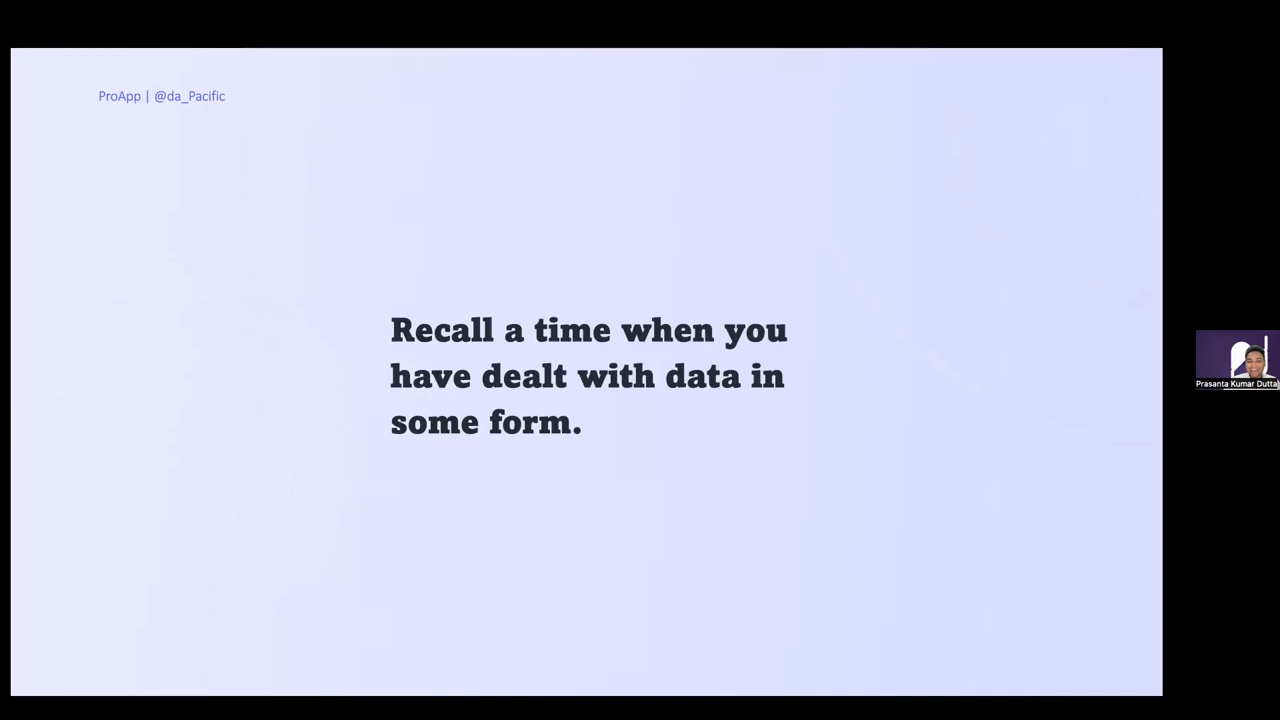 ProApp | @da_Pacific
Recall a time when you
have dealt with data in
some form.
Prasanta Kumar Dutta